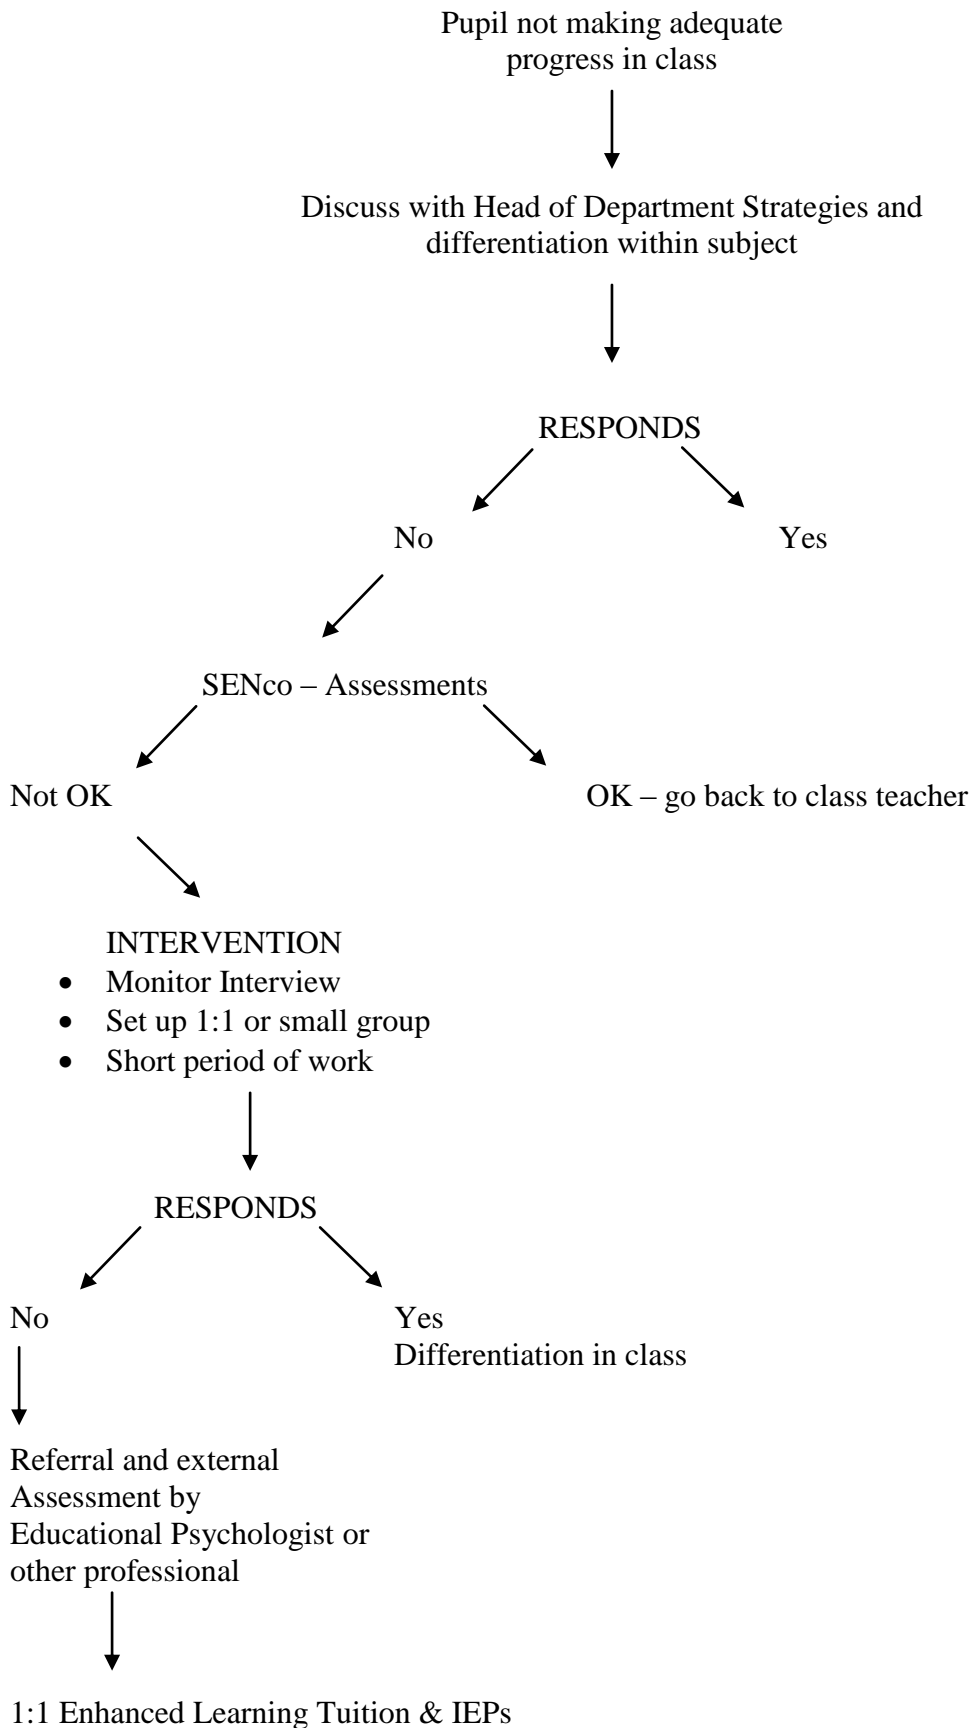 Pupil not making adequate
progress in class
Discuss with Head of Department Strategies and
differentiation within subject
RESPONDS
No
Yes
SENco – Assessments
Not OK
OK – go back to class teacher
INTERVENTION
• Monitor Interview
• Set up 1:1 or small group
• Short period of work
RESPONDS
No
Yes
Differentiation in class
Referral and external
Assessment by
Educational Psychologist or
other professional
1:1 Enhanced Learning Tuition & IEPs